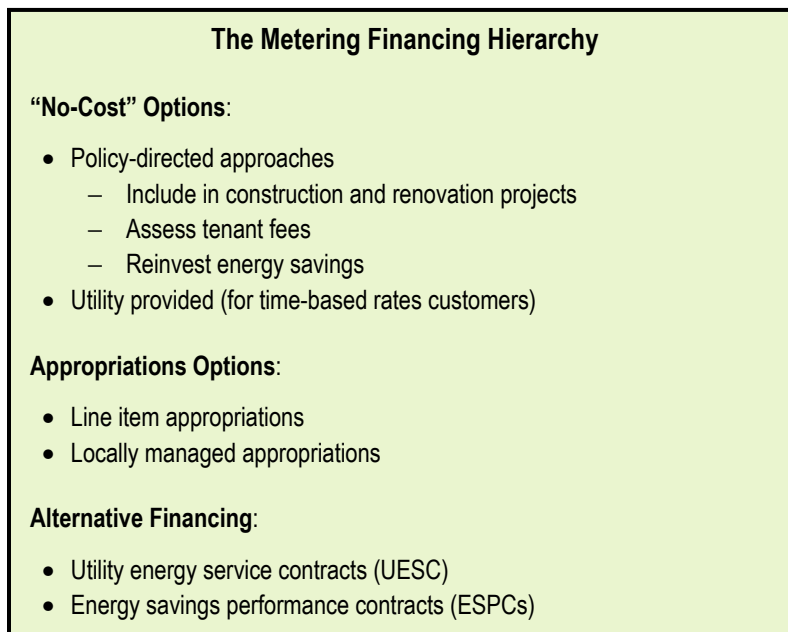 The Metering Financing Hierarchy
“No-Cost” Options:
• Policy-directed approaches
– Include in construction and renovation projects
– Assess tenant fees
– Reinvest energy savings
• Utility provided (for time-based rates customers)
Appropriations Options:
• Line item appropriations
• Locally managed appropriations
Alternative Financing:
• Utility energy service contracts (UESC)
• Energy savings performance contracts (ESPCs)